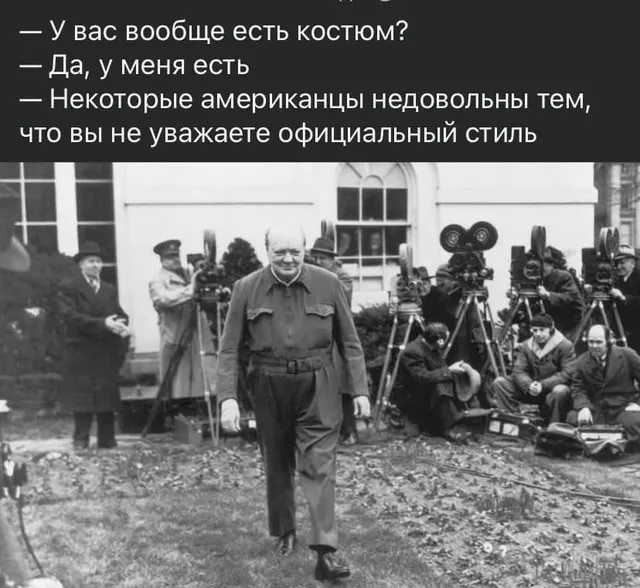 — У вас вообще есть костюм?
— Да, у меня есть
— Некоторые американцы недовольны тем,
что вы не уважаете официальный стиль